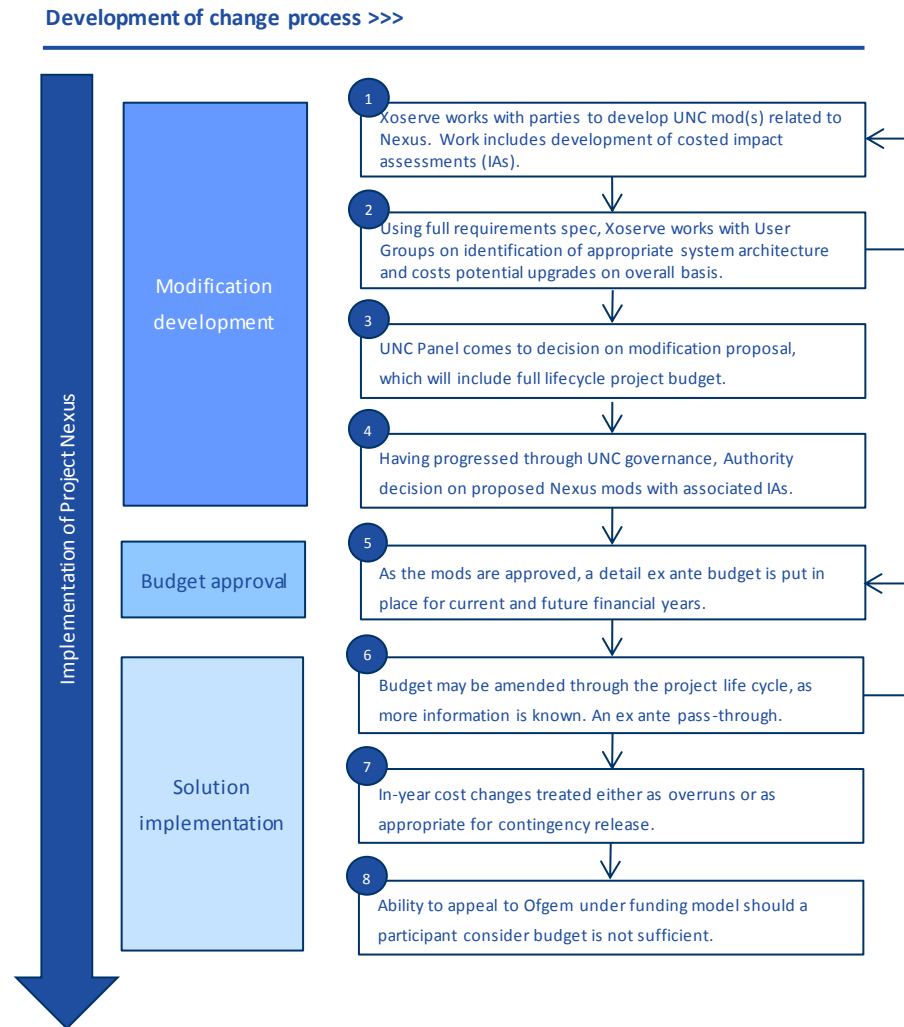 Development of change process >>>
Implementation of Project Nexus
Modification
development
1
Xoserve works with parties to develop UNC mod(s) related to
Nexus. Work includes development of costed impact
assessments (IAs).
2
Using full requirements spec, Xoserve works with User
Groups on identification of appropriate system architecture
and costs potential upgrades on overall basis.
3
UNC Panel comes to decision on modification proposal,
which will include full lifecycle project budget.
4
Having progressed through UNC governance, Authority
decision on proposed Nexus mods with associated IAs.
Budget approval
5
As the mods are approved, a detail ex ante budget is put in
place for current and future financial years.
Solution
implementation
6
Budget may be amended through the project life cycle, as
more information is known. An ex ante pass-through.
7
In-year cost changes treated either as overruns or as
appropriate for contingency release.
8
Ability to appeal to Ofgem under funding model should a
participant consider budget is not sufficient.